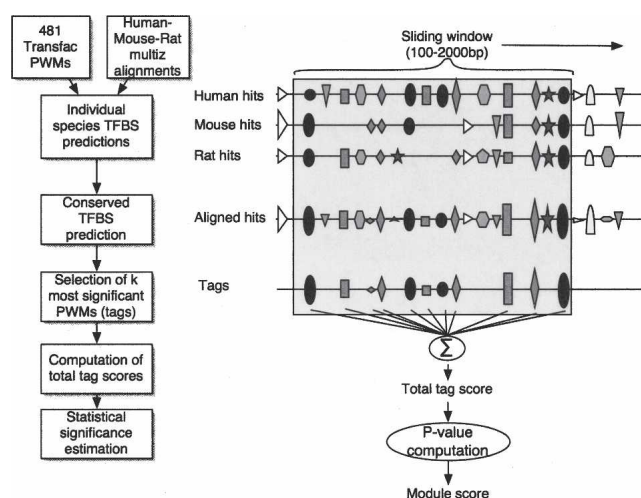 481
Transfac
PWMs
Human-
Mouse-Rat
multiz
alignments
Individual
species TFBS
predictions
Conserved
TFBS
prediction
Selection of k
most significant
PWMs (tags)
Computation of
total tag scores
Statistical
significance
estimation
Sliding window
(100-2000bp)
Human hits
Mouse hits
Rat hits
Aligned hits
Tags
Σ
Total tag score
P-value
computation
Module score